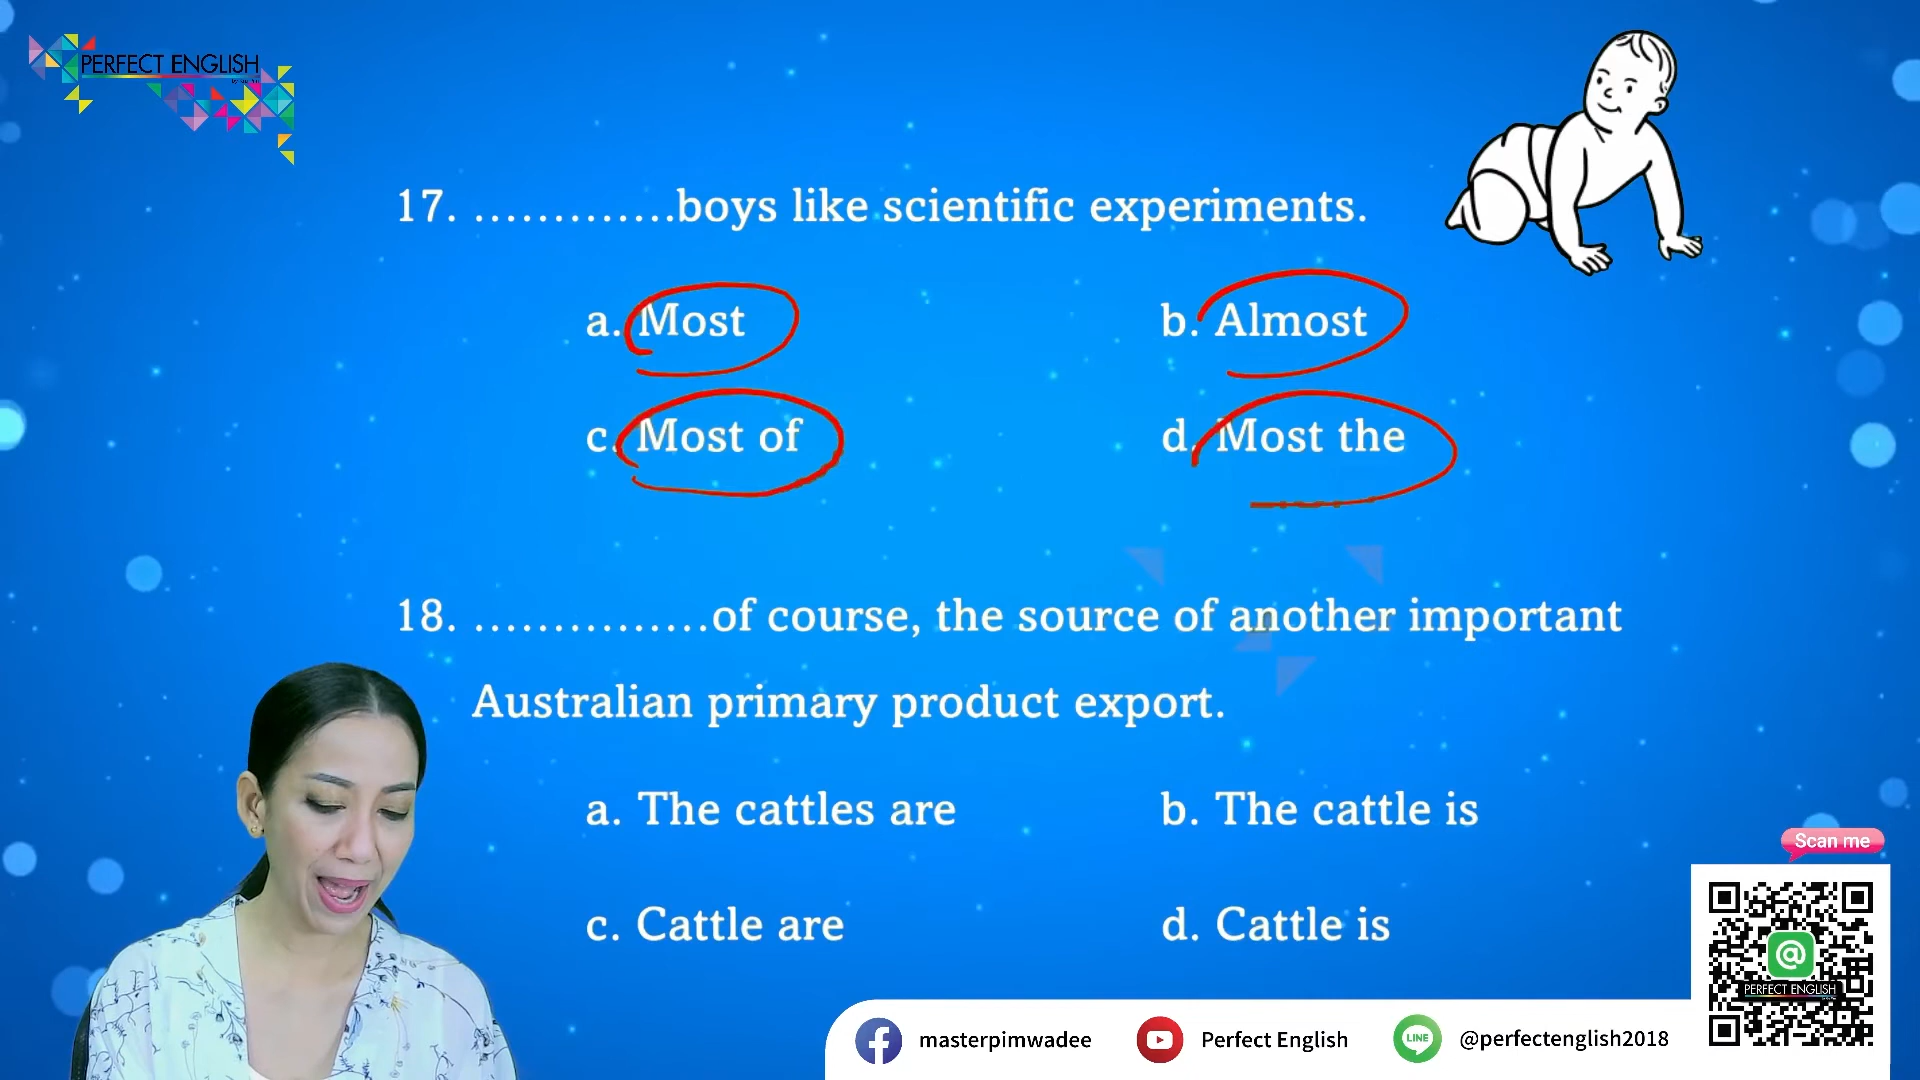 PERFECT ENGLISH
17. .............boys like scientific experiments.
a. Most
b. Almost
c. Most of
d. Most the
18. ...............of course, the source of another important
Australian primary product export.
a. The cattles are
b. The cattle is
c. Cattle are
d. Cattle is
Scan me
@
PERFECT ENGLISH
masterpimwadee
Perfect English
LINE
@perfectenglish2018